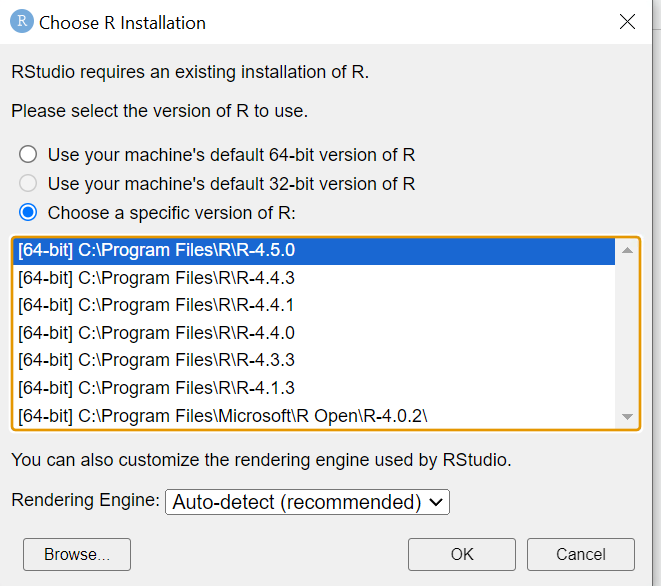 R Choose R Installation
RStudio requires an existing installation of R.
Please select the version of R to use.
Use your machine's default 64-bit version of R
Use your machine's default 32-bit version of R
Choose a specific version of R:
[64-bit] C:\Program Files\R\R-4.5.0
[64-bit] C:\Program Files\R\R-4.4.3
[64-bit] C:\Program Files\R\R-4.4.1
[64-bit] C:\Program Files\R\R-4.4.0
[64-bit] C:\Program Files\R\R-4.3.3
[64-bit] C:\Program Files\R\R-4.1.3
[64-bit] C:\Program Files\Microsoft\R Open\R-4.0.2\
You can also customize the rendering engine used by RStudio.
Rendering Engine: Auto-detect (recommended)
Browse... OK Cancel